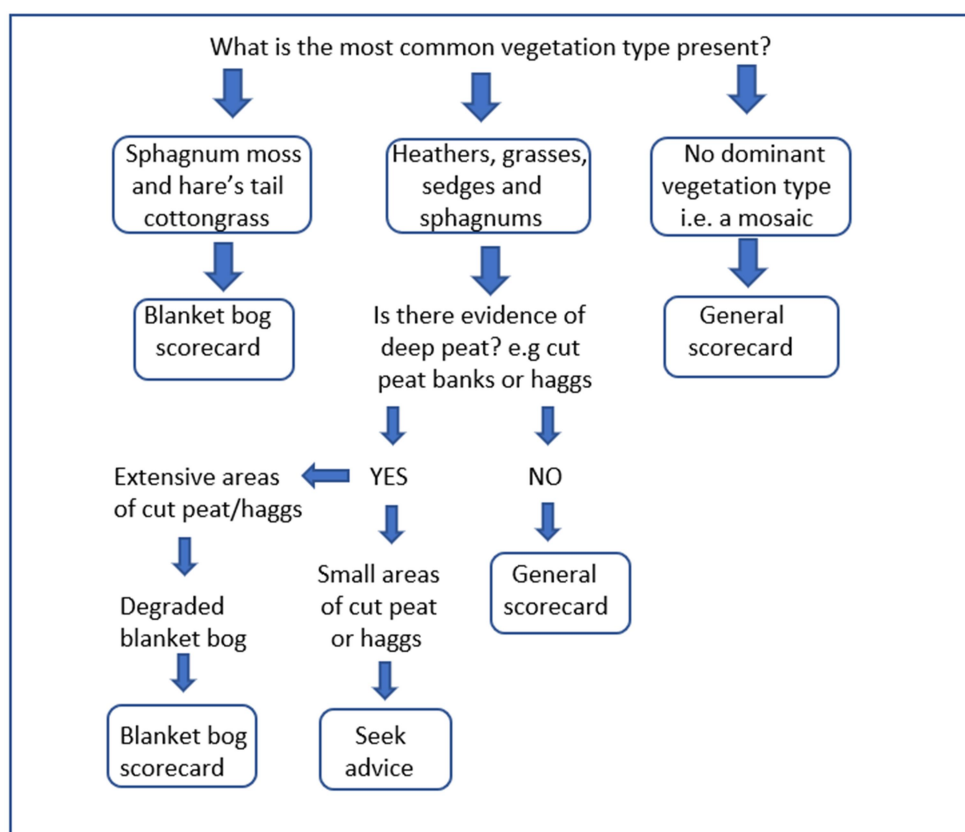 What is the most common vegetation type present?
Sphagnum moss
and hare's tail
cottongrass
Heathers, grasses,
sedges and
sphagnums
No dominant
vegetation type
i.e. a mosaic
Blanket bog
scorecard
Is there evidence of
deep peat? e.g cut
peat banks or haggs
General
scorecard
Extensive areas
of cut peat/haggs
YES
NO
Degraded
blanket bog
Small areas
of cut peat
or haggs
General
scorecard
Blanket bog
scorecard
Seek
advice